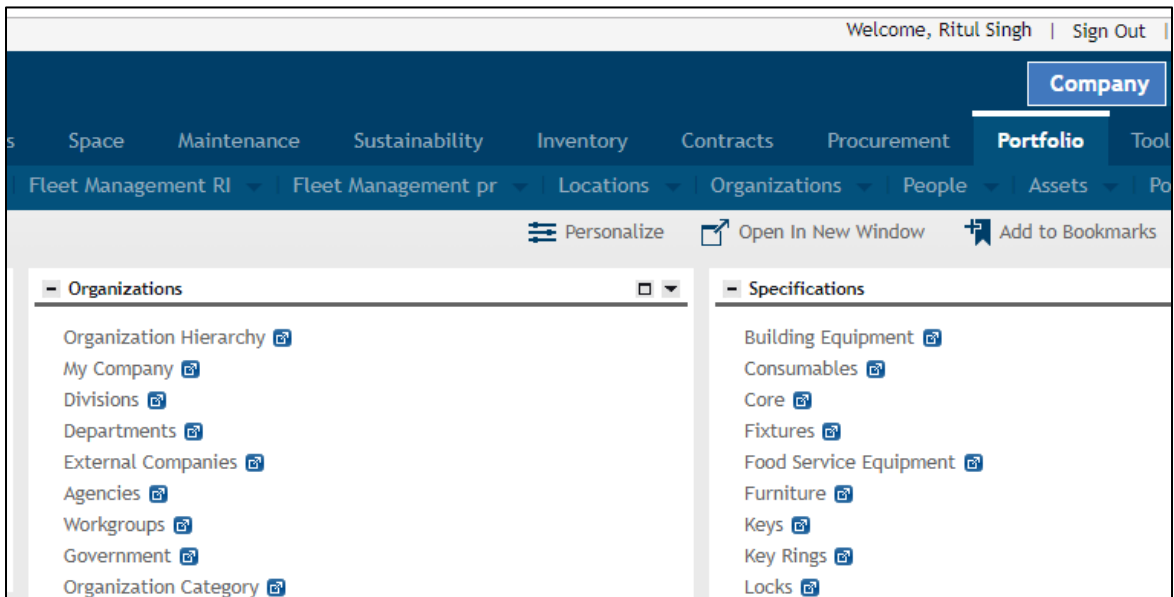 Welcome, Ritul Singh | Sign Out |
Company
s Space Maintenance Sustainability Inventory Contracts Procurement Portfolio Tool
Fleet Management RI Fleet Management pr Locations Organizations People Assets Po
Personalize Open In New Window Add to Bookmarks
Organizations
Organization Hierarchy
My Company
Divisions
Departments
External Companies
Agencies
Workgroups
Government
Organization Category
Specifications
Building Equipment
Consumables
Core
Fixtures
Food Service Equipment
Furniture
Keys
Key Rings
Locks